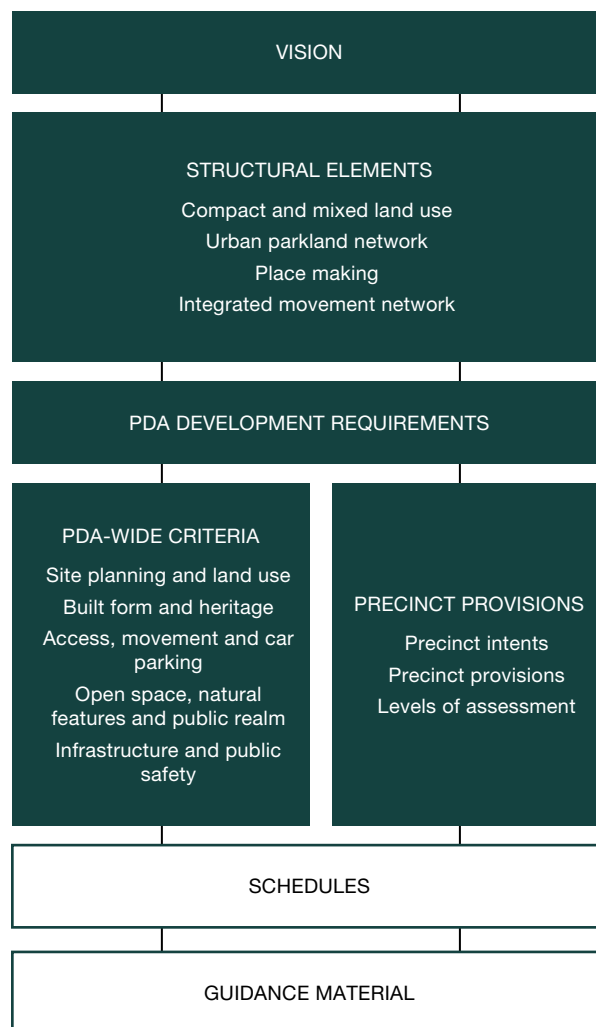 VISION
STRUCTURAL ELEMENTS
Compact and mixed land use
Urban parkland network
Place making
Integrated movement network
PDA DEVELOPMENT REQUIREMENTS
PDA-WIDE CRITERIA
Site planning and land use
Built form and heritage
Access, movement and car
parking
Open space, natural
features and public realm
Infrastructure and public
safety
PRECINCT PROVISIONS
Precinct intents
Precinct provisions
Levels of assessment
SCHEDULES
GUIDANCE MATERIAL